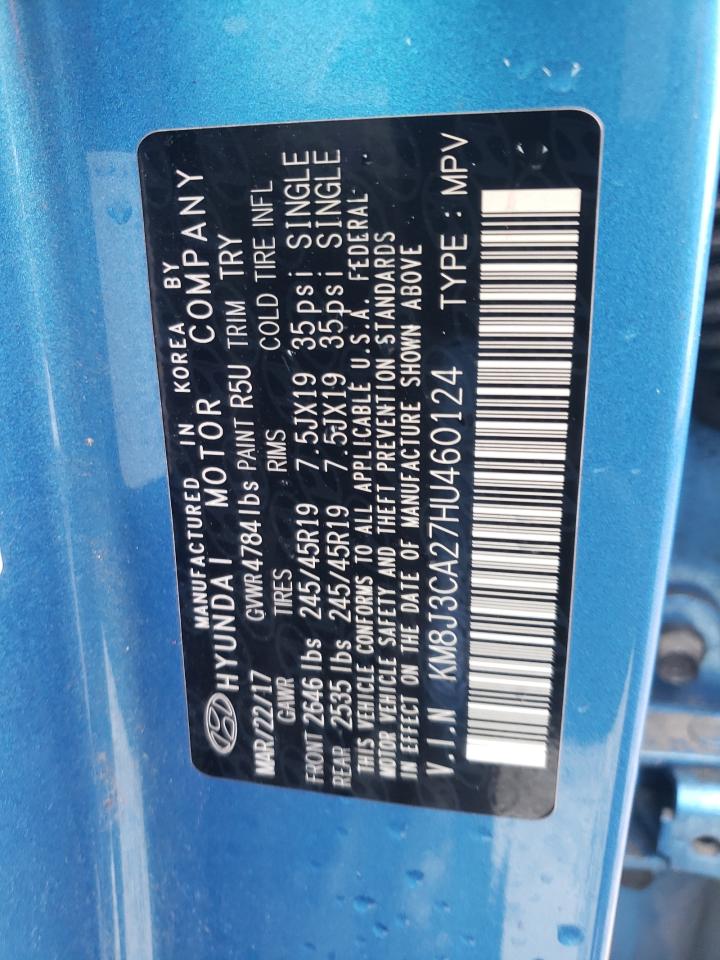 MANUFACTURED IN KOREA BY
HYUNDAI MOTOR COMPANY
MAR/22/17 GVWR4784lbs PAINT R5U TRIM TRY
GAWR TIRES RIMS COLD TIRE INFL
FRONT 2646 lbs 245/45R19 7.5JX19 35psi SINGLE
REAR 2535 lbs 245/45R19 7.5JX19 35psi SINGLE
THIS VEHICLE CONFORMS TO ALL APPLICABLE U.S.A. FEDERAL
MOTOR VEHICLE SAFETY AND THEFT PREVENTION STANDARDS
IN EFFECT ON THE DATE OF MANUFACTURE SHOWN ABOVE
V.I.N KM8J3CA27HU460124 TYPE : MPV